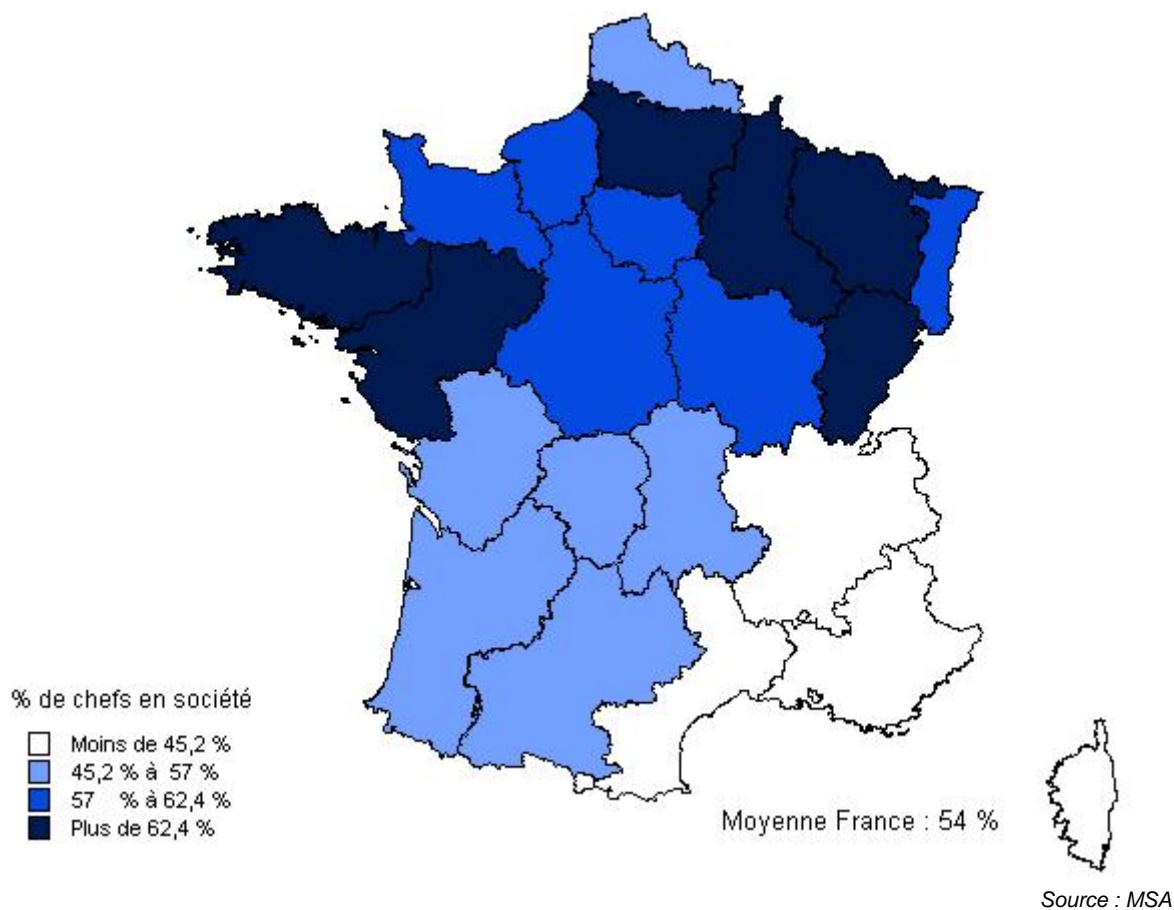 % de chefs en société
Moins de 45,2 %
45,2 % à 57 %
57 % à 62,4 %
Plus de 62,4 %
Moyenne France : 54 %
Source : MSA